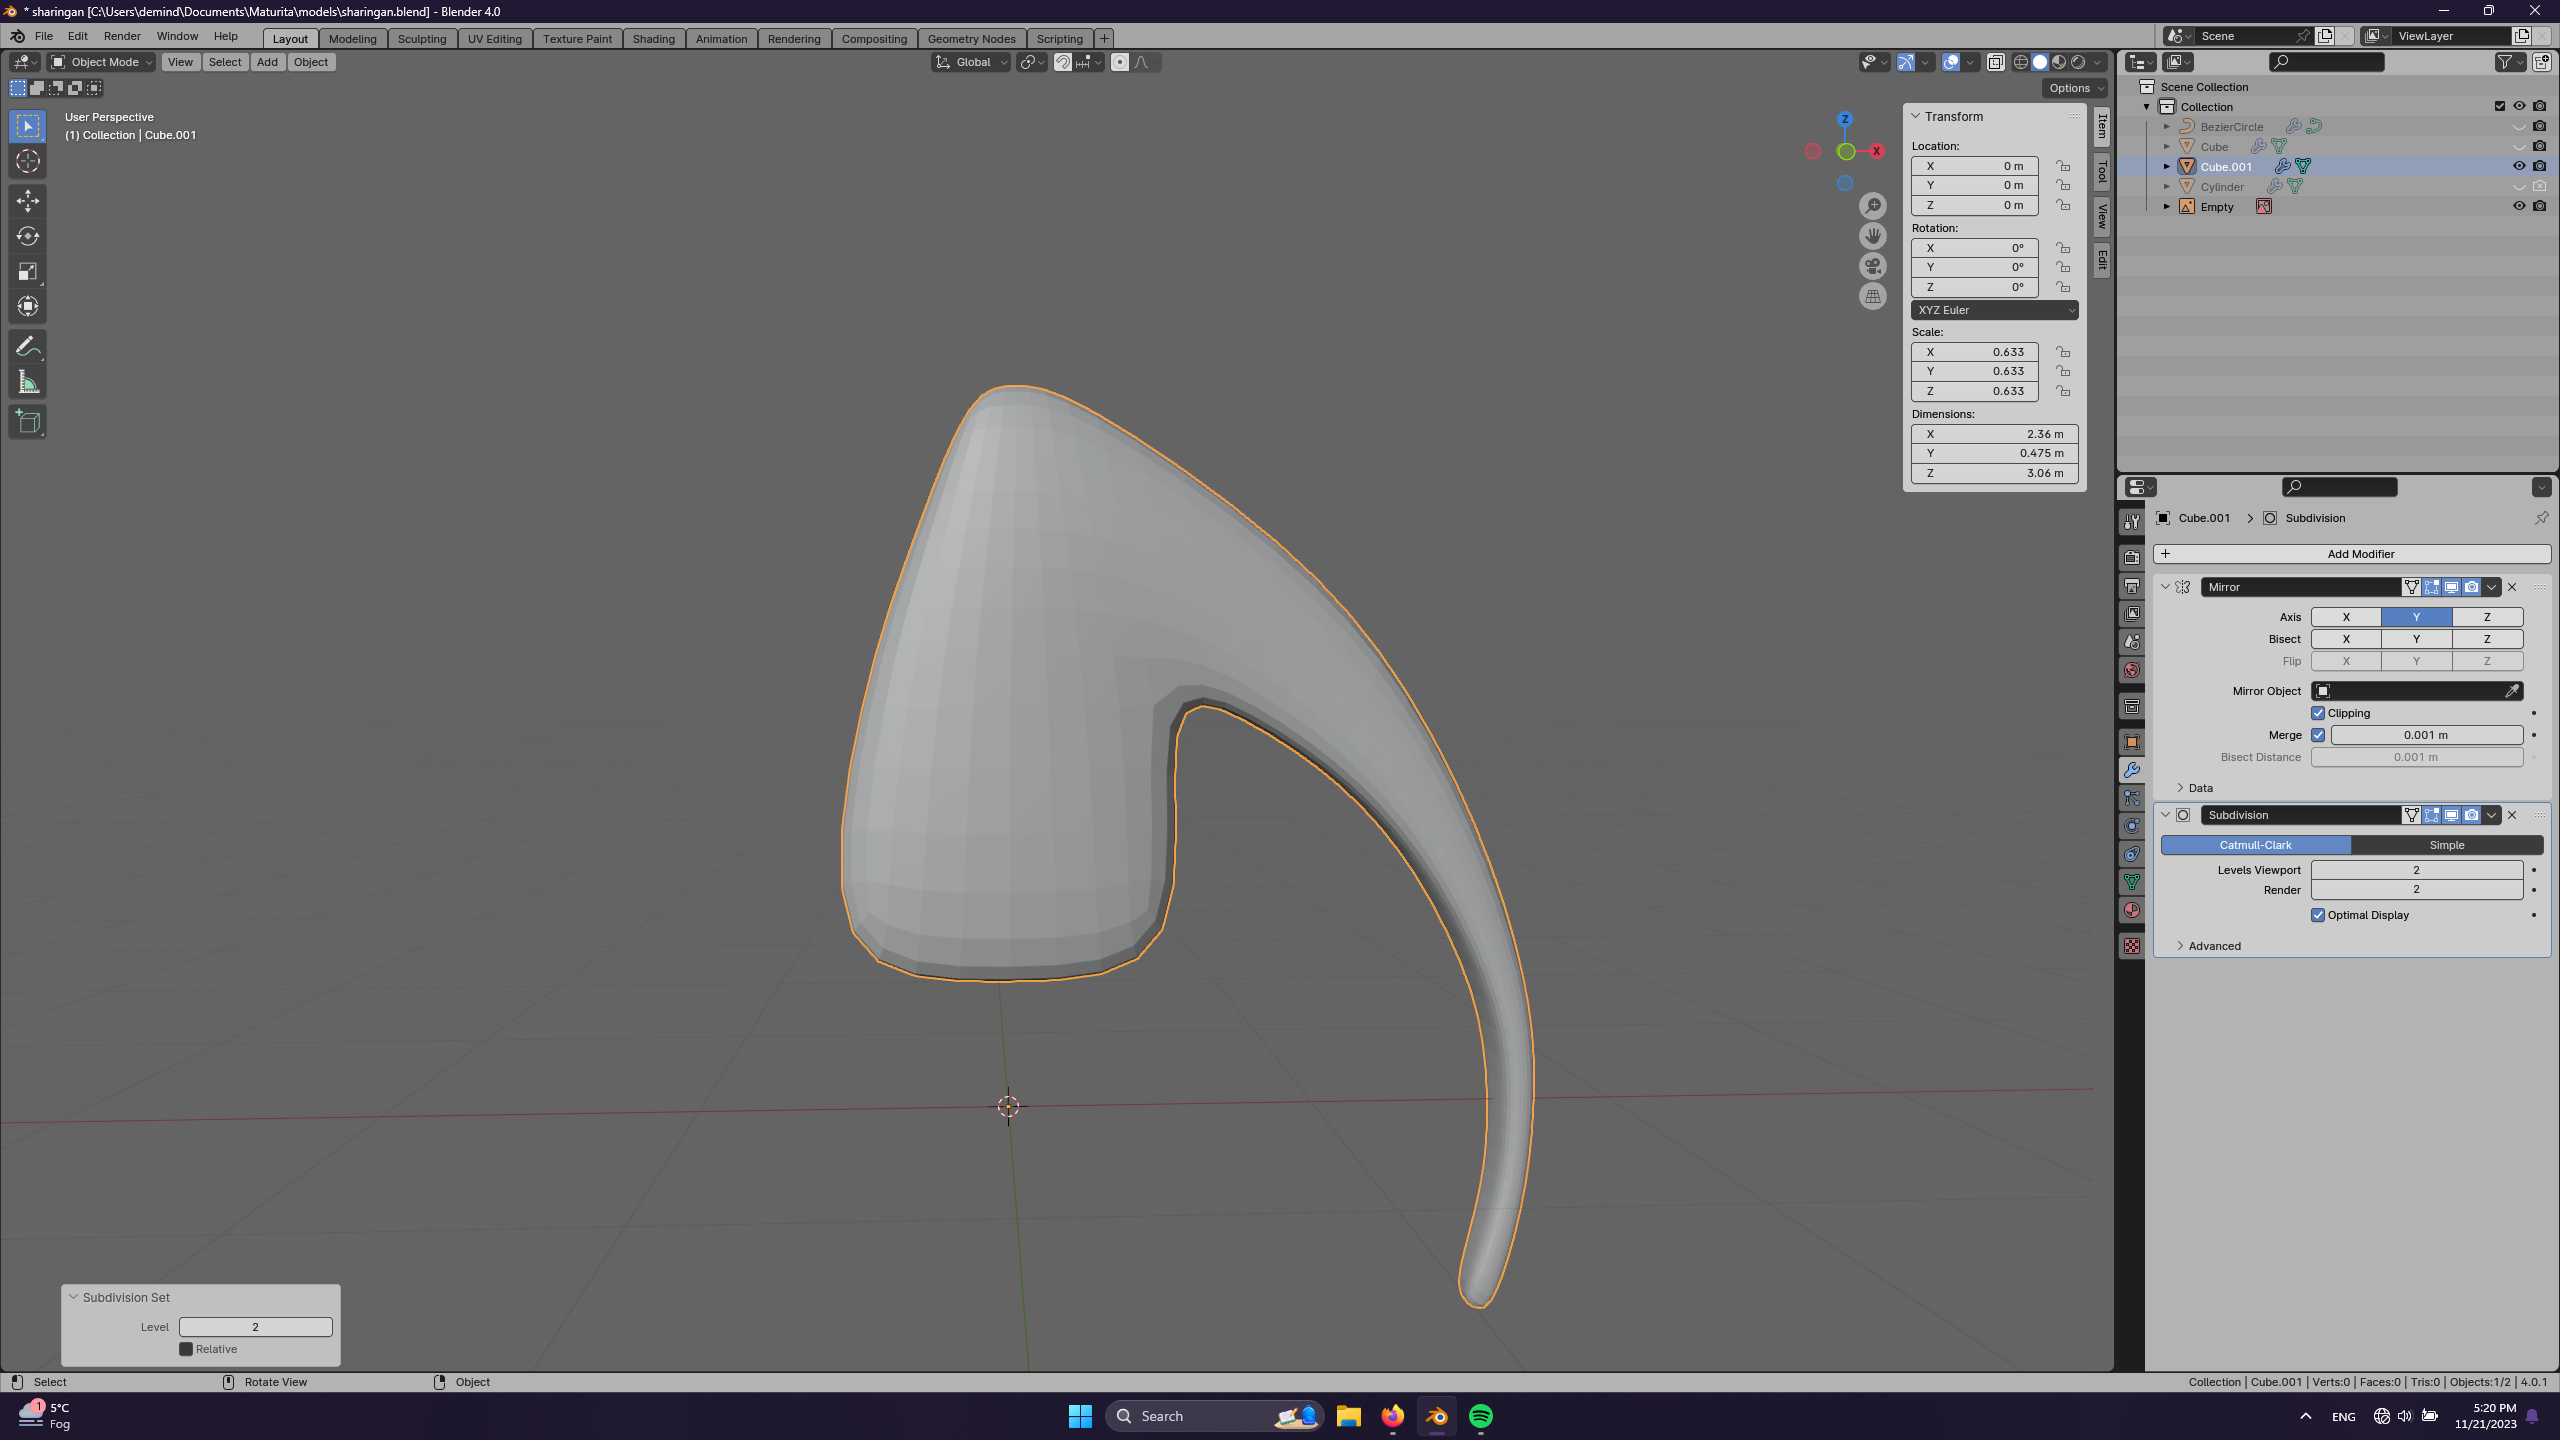 * sharingan [C:\Users\demind\Documents\Maturita\models\sharingan.blend] - Blender 4.0
File Edit Render Window Help Layout Modeling Sculpting UV Editing Texture Paint Shading Animation Rendering Compositing Geometry Nodes Scripting + Scene ViewLayer
Object Mode View Select Add Object Global
Options
User Perspective
(1) Collection | Cube.001
Z
X
Item
Tool
View
Edit
Transform
Location:
X 0 m
Y 0 m
Z 0 m
Rotation:
X 0°
Y 0°
Z 0°
XYZ Euler
Scale:
X 0.633
Y 0.633
Z 0.633
Dimensions:
X 2.36 m
Y 0.475 m
Z 3.06 m
Scene Collection
Collection
BezierCircle
Cube
Cube.001
Cylinder
Empty
Cube.001 Subdivision
+ Add Modifier
Mirror
Axis X Y Z
Bisect X Y Z
Flip X Y Z
Mirror Object
Clipping
Merge 0.001 m
Bisect Distance 0.001 m
Data
Subdivision
Catmull-Clark Simple
Levels Viewport 2
Render 2
Optimal Display
Advanced
Subdivision Set
Level 2
Relative
Select Rotate View Object
Collection | Cube.001 | Verts:0 | Faces:0 | Tris:0 | Objects:1/2 | 4.0.1
1
5°C
Fog
Search
ENG
5:20 PM
11/21/2023